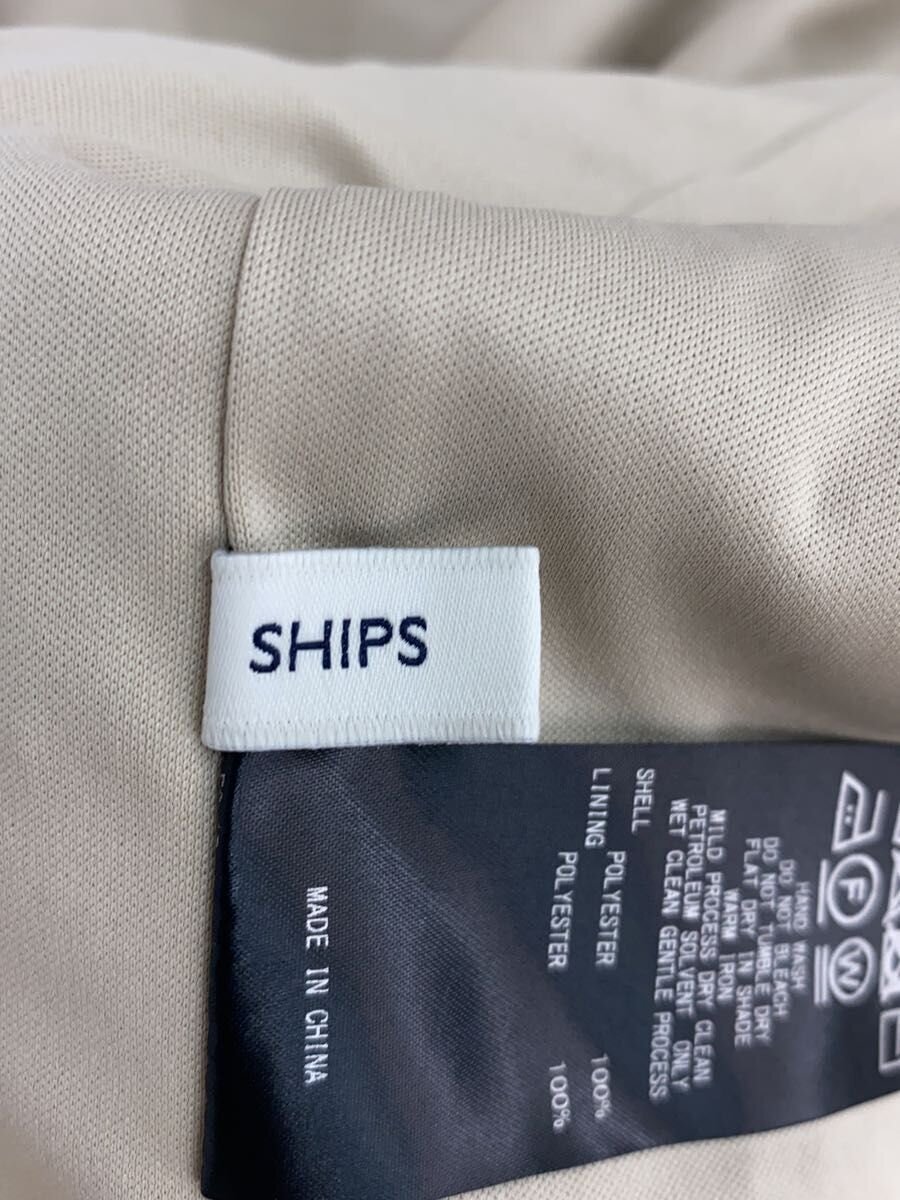 SHIPS
HAND WASH
DO NOT BLEACH
DO NOT TUMBLE DRY
FLAT DRY IN SHADE
WARM IRON
MILD PROCESS DRY CLEAN
PETROLEUM SOLVENT ONLY
WET CLEAN GENTLE PROCESS
SHELL POLYESTER 100%
LINING POLYESTER 100%
MADE IN CHINA
F
W